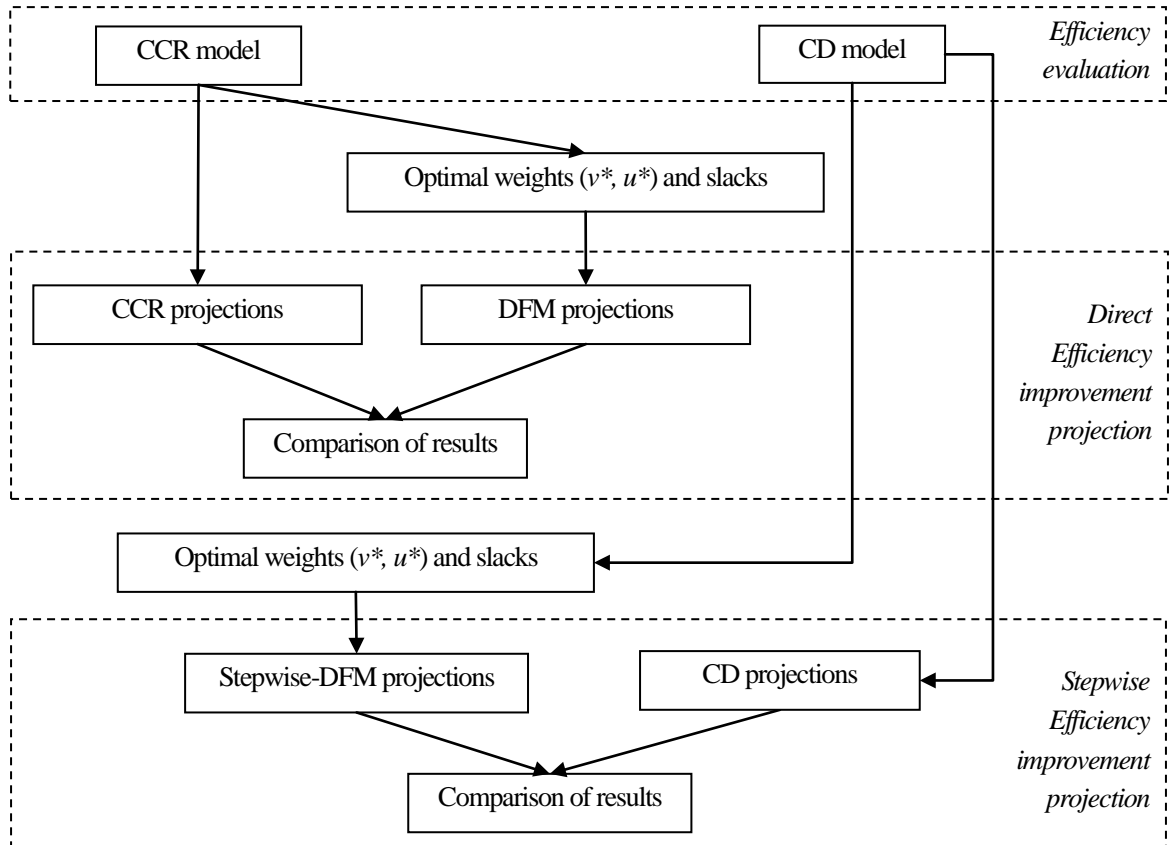 CCR model
CD model
Efficiency
evaluation
Optimal weights (v*, u*) and slacks
CCR projections
DFM projections
Direct
Efficiency
improvement
projection
Comparison of results
Optimal weights (v*, u*) and slacks
Stepwise-DFM projections
CD projections
Stepwise
Efficiency
improvement
projection
Comparison of results